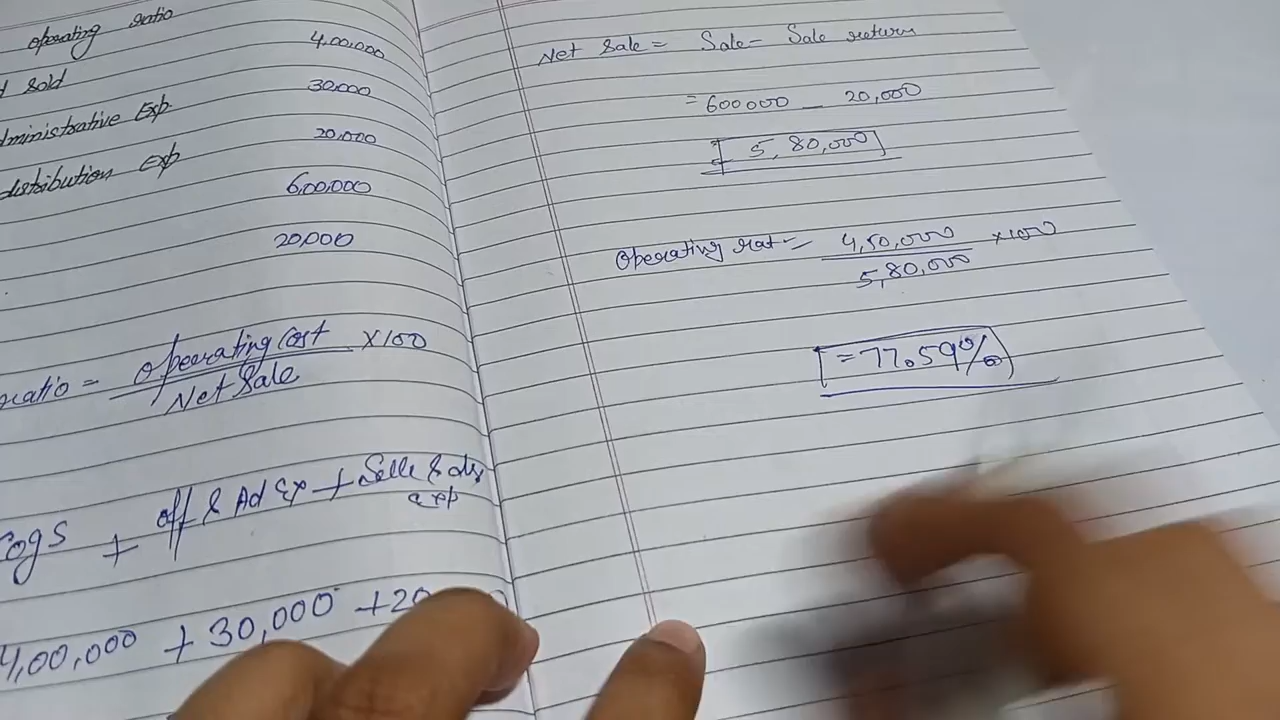 operating ratio
4,00,000
Sold
30,000
dministrative Exp.
20,000
distribution Exp
6,00,000
20,000
ratio = operating Cost / Net Sale ×100
Cogs + off & Ad Exp + Selle & dis exp
4,00,000 + 30,000 + 20
Net Sale = Sale - Sale return
= 600000 - 20,000
5,80,000
Operating rat = 4,50,000 / 5,80,000 ×100
= 77.59%